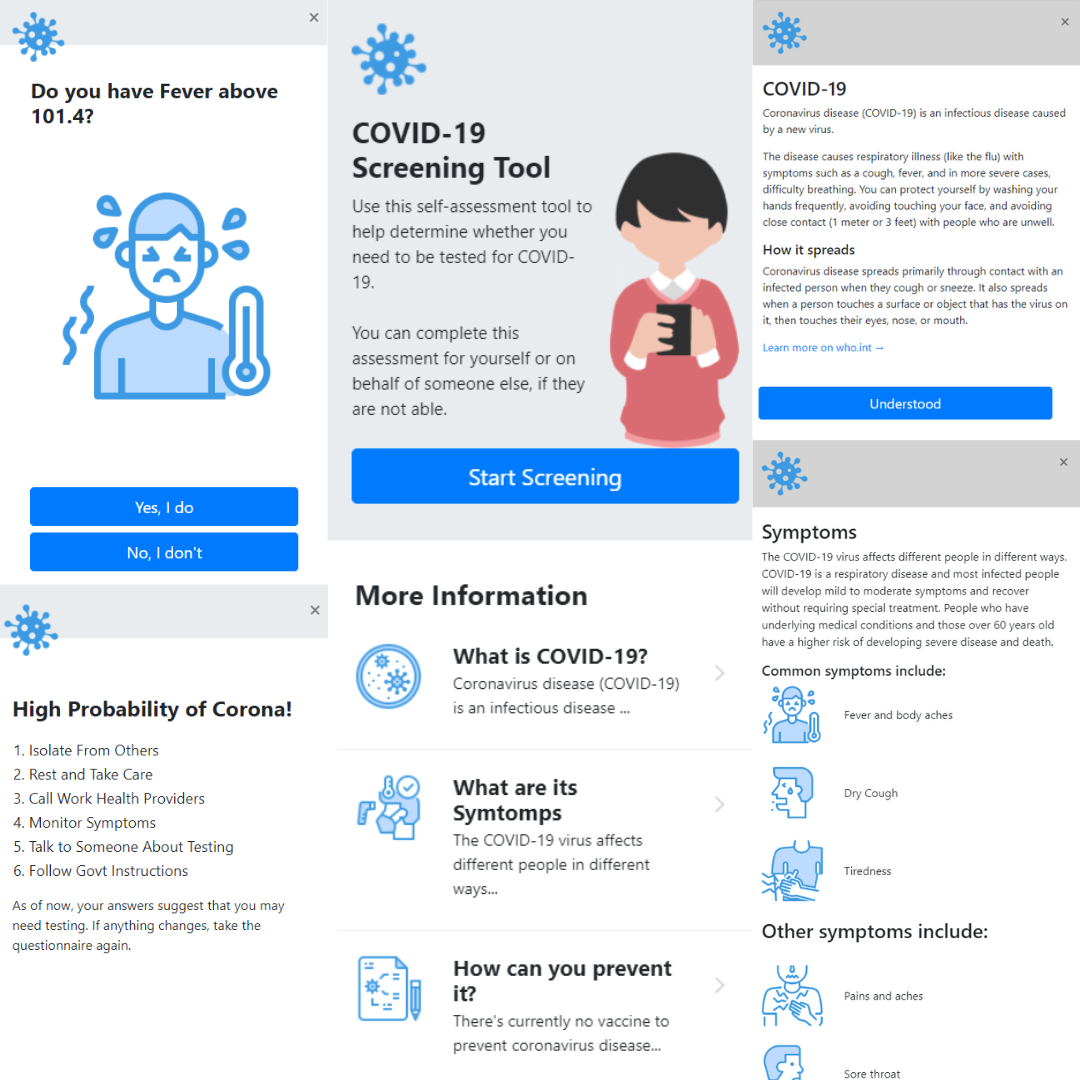 ×
Do you have Fever above
101.4?
Yes, I do
No, I don't
×
High Probability of Corona!
1. Isolate From Others
2. Rest and Take Care
3. Call Work Health Providers
4. Monitor Symptoms
5. Talk to Someone About Testing
6. Follow Govt Instructions
As of now, your answers suggest that you may
need testing. If anything changes, take the
questionnaire again.
COVID-19
Screening Tool
Use this self-assessment tool to
help determine whether you
need to be tested for COVID-
19.
You can complete this
assessment for yourself or on
behalf of someone else, if they
are not able.
Start Screening
More Information
What is COVID-19?
Coronavirus disease (COVID-19)
is an infectious disease ...
What are its
Symtomps
The COVID-19 virus affects
different people in different
ways...
How can you prevent
it?
There's currently no vaccine to
prevent coronavirus disease...
×
COVID-19
Coronavirus disease (COVID-19) is an infectious disease caused
by a new virus.
The disease causes respiratory illness (like the flu) with
symptoms such as a cough, fever, and in more severe cases,
difficulty breathing. You can protect yourself by washing your
hands frequently, avoiding touching your face, and avoiding
close contact (1 meter or 3 feet) with people who are unwell.
How it spreads
Coronavirus disease spreads primarily through contact with an
infected person when they cough or sneeze. It also spreads
when a person touches a surface or object that has the virus on
it, then touches their eyes, nose, or mouth.
Learn more on who.int →
Understood
×
Symptoms
The COVID-19 virus affects different people in different ways.
COVID-19 is a respiratory disease and most infected people
will develop mild to moderate symptoms and recover
without requiring special treatment. People who have
underlying medical conditions and those over 60 years old
have a higher risk of developing severe disease and death.
Common symptoms include:
Fever and body aches
Dry Cough
Tiredness
Other symptoms include:
Pains and aches
Sore throat